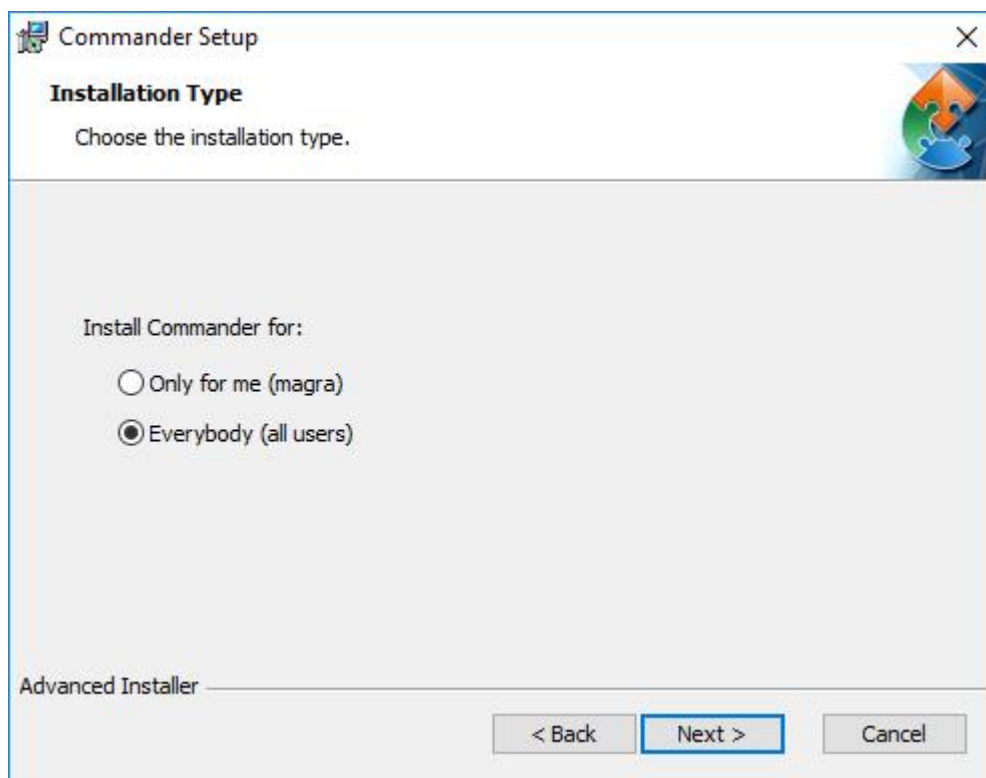 Commander Setup
Installation Type
Choose the installation type.
Install Commander for:
Only for me (magra)
Everybody (all users)
Advanced Installer
< Back Next > Cancel